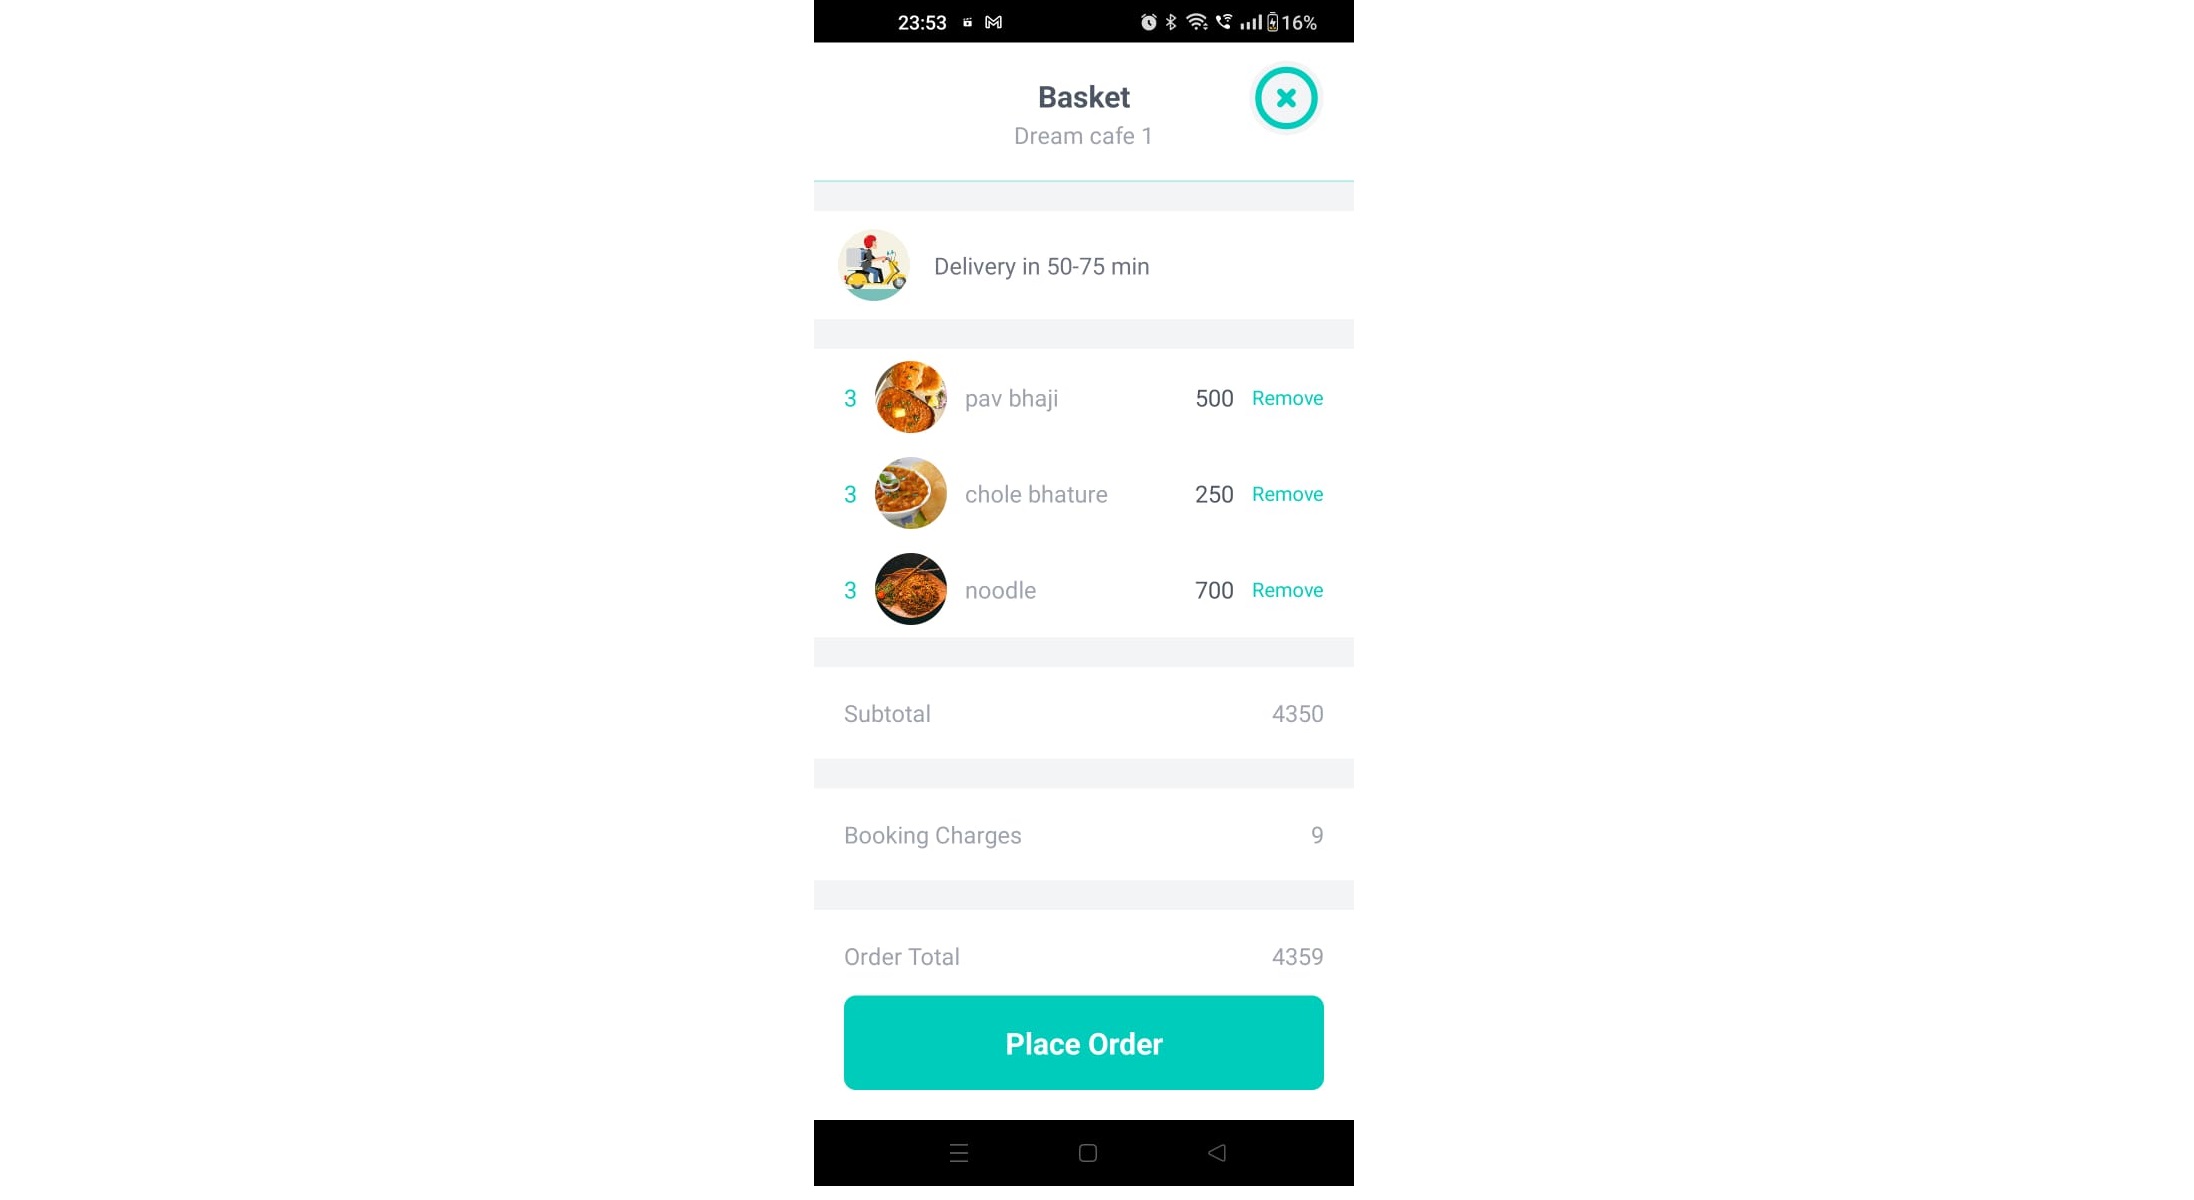 23:53 16%
Basket
Dream cafe 1
Delivery in 50-75 min
3 pav bhaji 500 Remove
3 chole bhature 250 Remove
3 noodle 700 Remove
Subtotal 4350
Booking Charges 9
Order Total 4359
Place Order